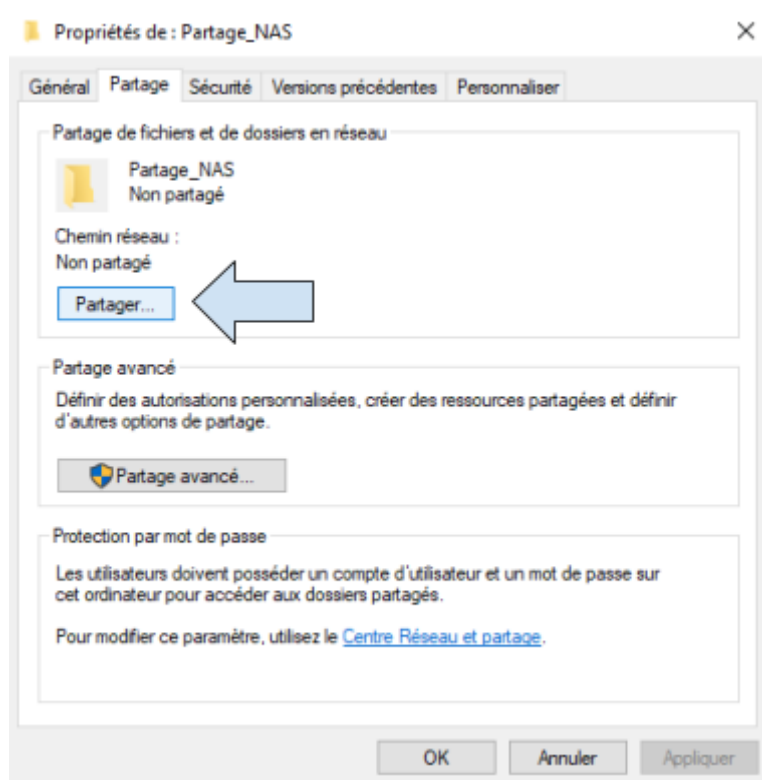 Propriétés de : Partage_NAS
Général Partage Sécurité Versions précédentes Personnaliser
Partage de fichiers et de dossiers en réseau
Partage_NAS
Non partagé
Chemin réseau :
Non partagé
Partager...
Partage avancé
Définir des autorisations personnalisées, créer des ressources partagées et définir
d'autres options de partage.
Partage avancé...
Protection par mot de passe
Les utilisateurs doivent posséder un compte d'utilisateur et un mot de passe sur
cet ordinateur pour accéder aux dossiers partagés.
Pour modifier ce paramètre, utilisez le Centre Réseau et partage.
OK Annuler Appliquer